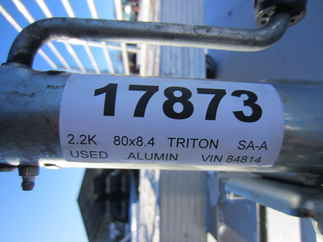 17873
2.2K 80x8.4 TRITON SA-A
USED ALUMIN VIN 84814